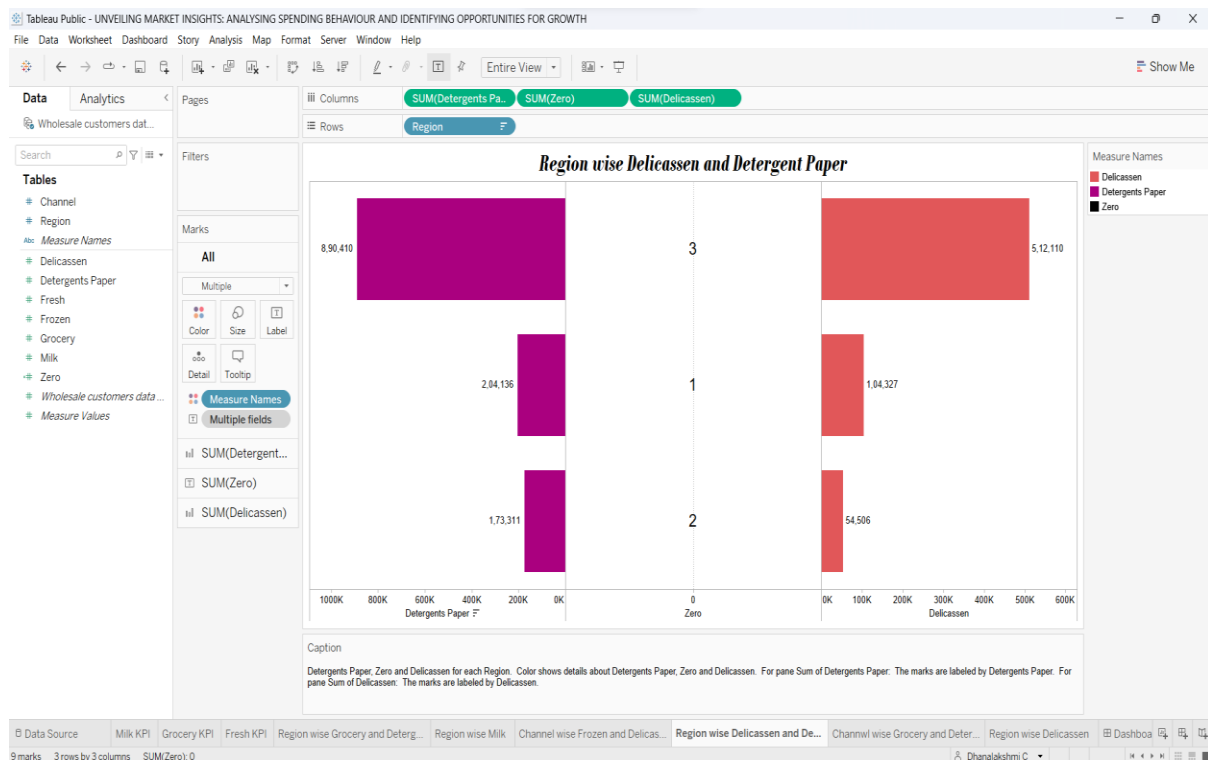 Tableau Public - UNVEILING MARKET INSIGHTS: ANALYSING SPENDING BEHAVIOUR AND IDENTIFYING OPPORTUNITIES FOR GROWTH
File Data Worksheet Dashboard Story Analysis Map Format Server Window Help
Entire View
Show Me
Data Analytics
Wholesale customers dat...
Search
Tables
# Channel
# Region
Abc Measure Names
# Delicassen
# Detergents Paper
# Fresh
# Frozen
# Grocery
# Milk
# Zero
# Wholesale customers data ...
# Measure Values
Pages
Filters
Marks
All
Multiple
Color Size Label
Detail Tooltip
Measure Names
Multiple fields
SUM(Detergent...
SUM(Zero)
SUM(Delicassen)
Columns SUM(Detergents Pa.. SUM(Zero) SUM(Delicassen)
Rows Region
Region wise Delicassen and Detergent Paper
8,90,410 3 5,12,110
2,04,136 1 1,04,327
1,73,311 2 54,506
1000K 800K 600K 400K 200K 0K 0 0K 100K 200K 300K 400K 500K 600K
Detergents Paper Zero Delicassen
Measure Names
Delicassen
Detergents Paper
Zero
Caption
Detergents Paper, Zero and Delicassen for each Region. Color shows details about Detergents Paper, Zero and Delicassen. For pane Sum of Detergents Paper: The marks are labeled by Detergents Paper. For
pane Sum of Delicassen: The marks are labeled by Delicassen.
Data Source Milk KPI Grocery KPI Fresh KPI Region wise Grocery and Deterg... Region wise Milk Channel wise Frozen and Delicas... Region wise Delicassen and De... Channwl wise Grocery and Deter... Region wise Delicassen Dashboa
9 marks 3 rows by 3 columns SUM(Zero): 0 Dhanalakshmi C